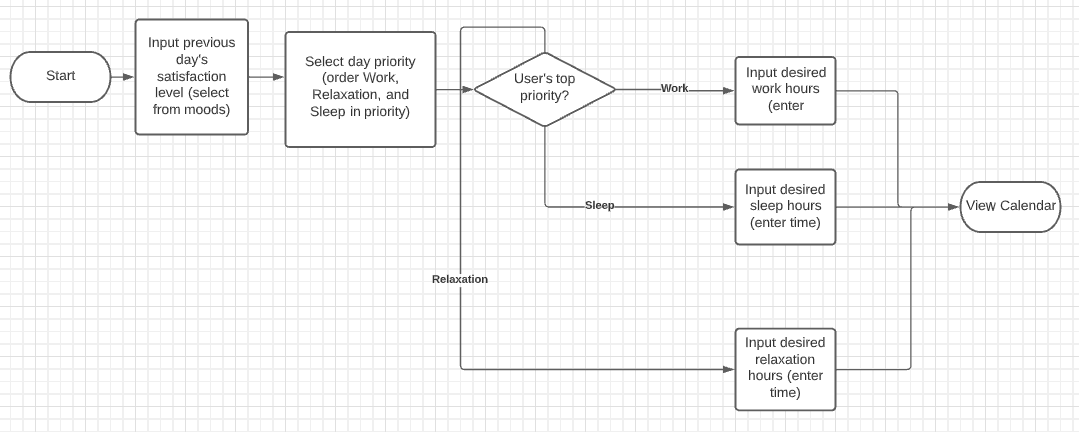 Start
Input previous
day's
satisfaction
level (select
from moods)
Select day priority
(order Work,
Relaxation, and
Sleep in priority)
User's top
priority?
Work
Input desired
work hours
(enter
Sleep
Input desired
sleep hours
(enter time)
View Calendar
Relaxation
Input desired
relaxation
hours (enter
time)